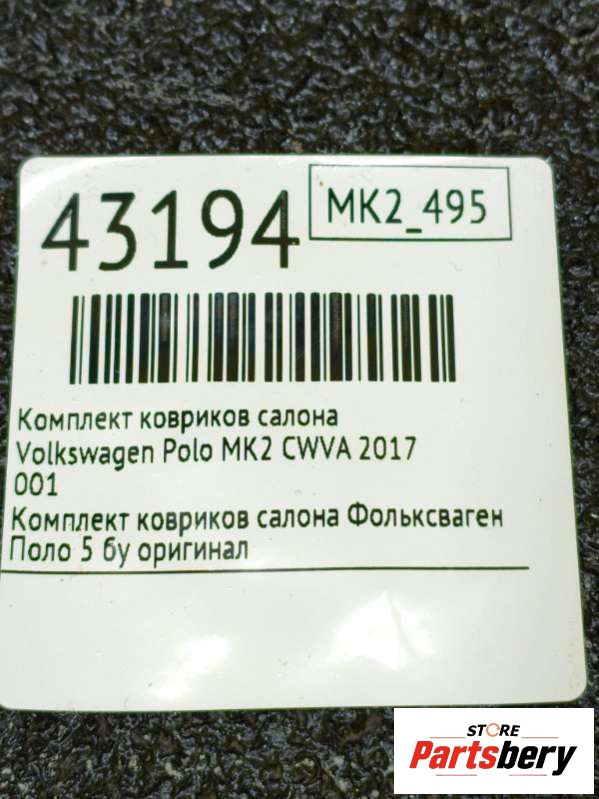 43194
MK2_495
Комплект ковриков салона
Volkswagen Polo MK2 CWVA 2017
001
Комплект ковриков салона Фольксваген
Поло 5 бу оригинал
STORE
Partsbery